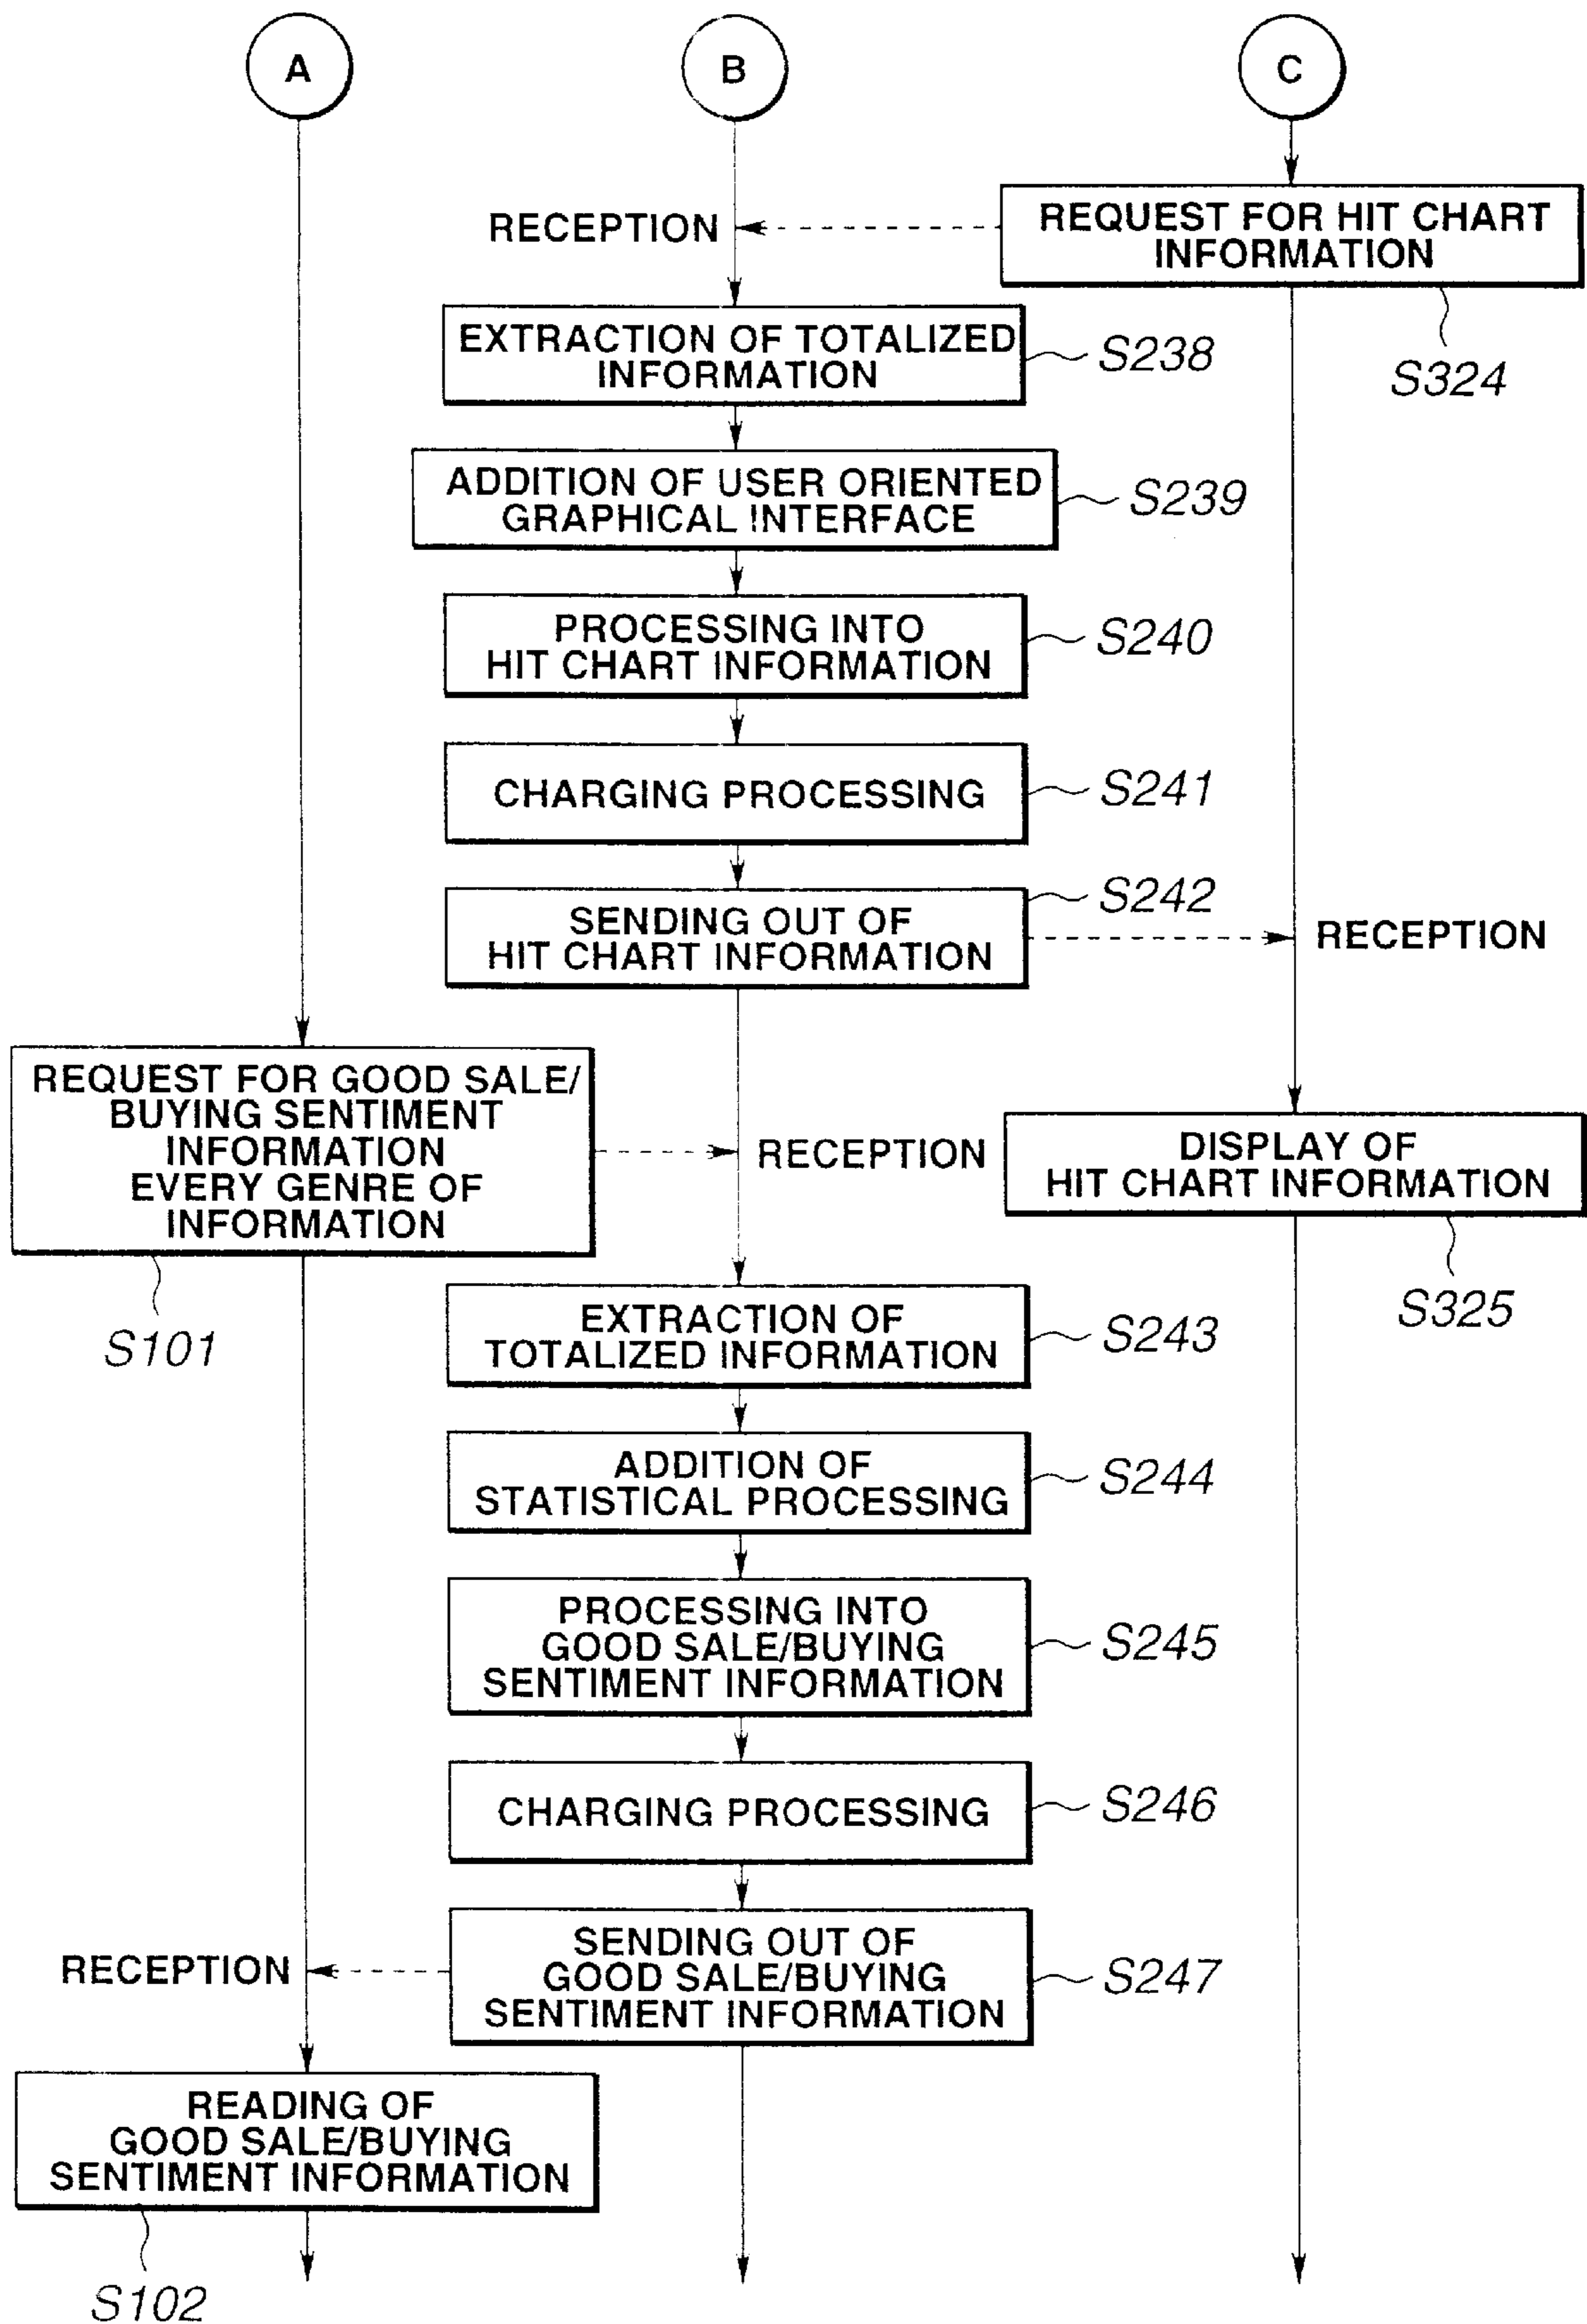 A
B
C
RECEPTION
REQUEST FOR HIT CHART
INFORMATION
S324
EXTRACTION OF TOTALIZED
INFORMATION
S238
ADDITION OF USER ORIENTED
GRAPHICAL INTERFACE
S239
PROCESSING INTO
HIT CHART INFORMATION
S240
CHARGING PROCESSING
S241
SENDING OUT OF
HIT CHART INFORMATION
S242
RECEPTION
REQUEST FOR GOOD SALE/
BUYING SENTIMENT
INFORMATION
EVERY GENRE OF
INFORMATION
S101
RECEPTION
DISPLAY OF
HIT CHART INFORMATION
S325
EXTRACTION OF
TOTALIZED INFORMATION
S243
ADDITION OF
STATISTICAL PROCESSING
S244
PROCESSING INTO
GOOD SALE/BUYING
SENTIMENT INFORMATION
S245
CHARGING PROCESSING
S246
RECEPTION
SENDING OUT OF
GOOD SALE/BUYING
SENTIMENT INFORMATION
S247
READING OF
GOOD SALE/BUYING
SENTIMENT INFORMATION
S102